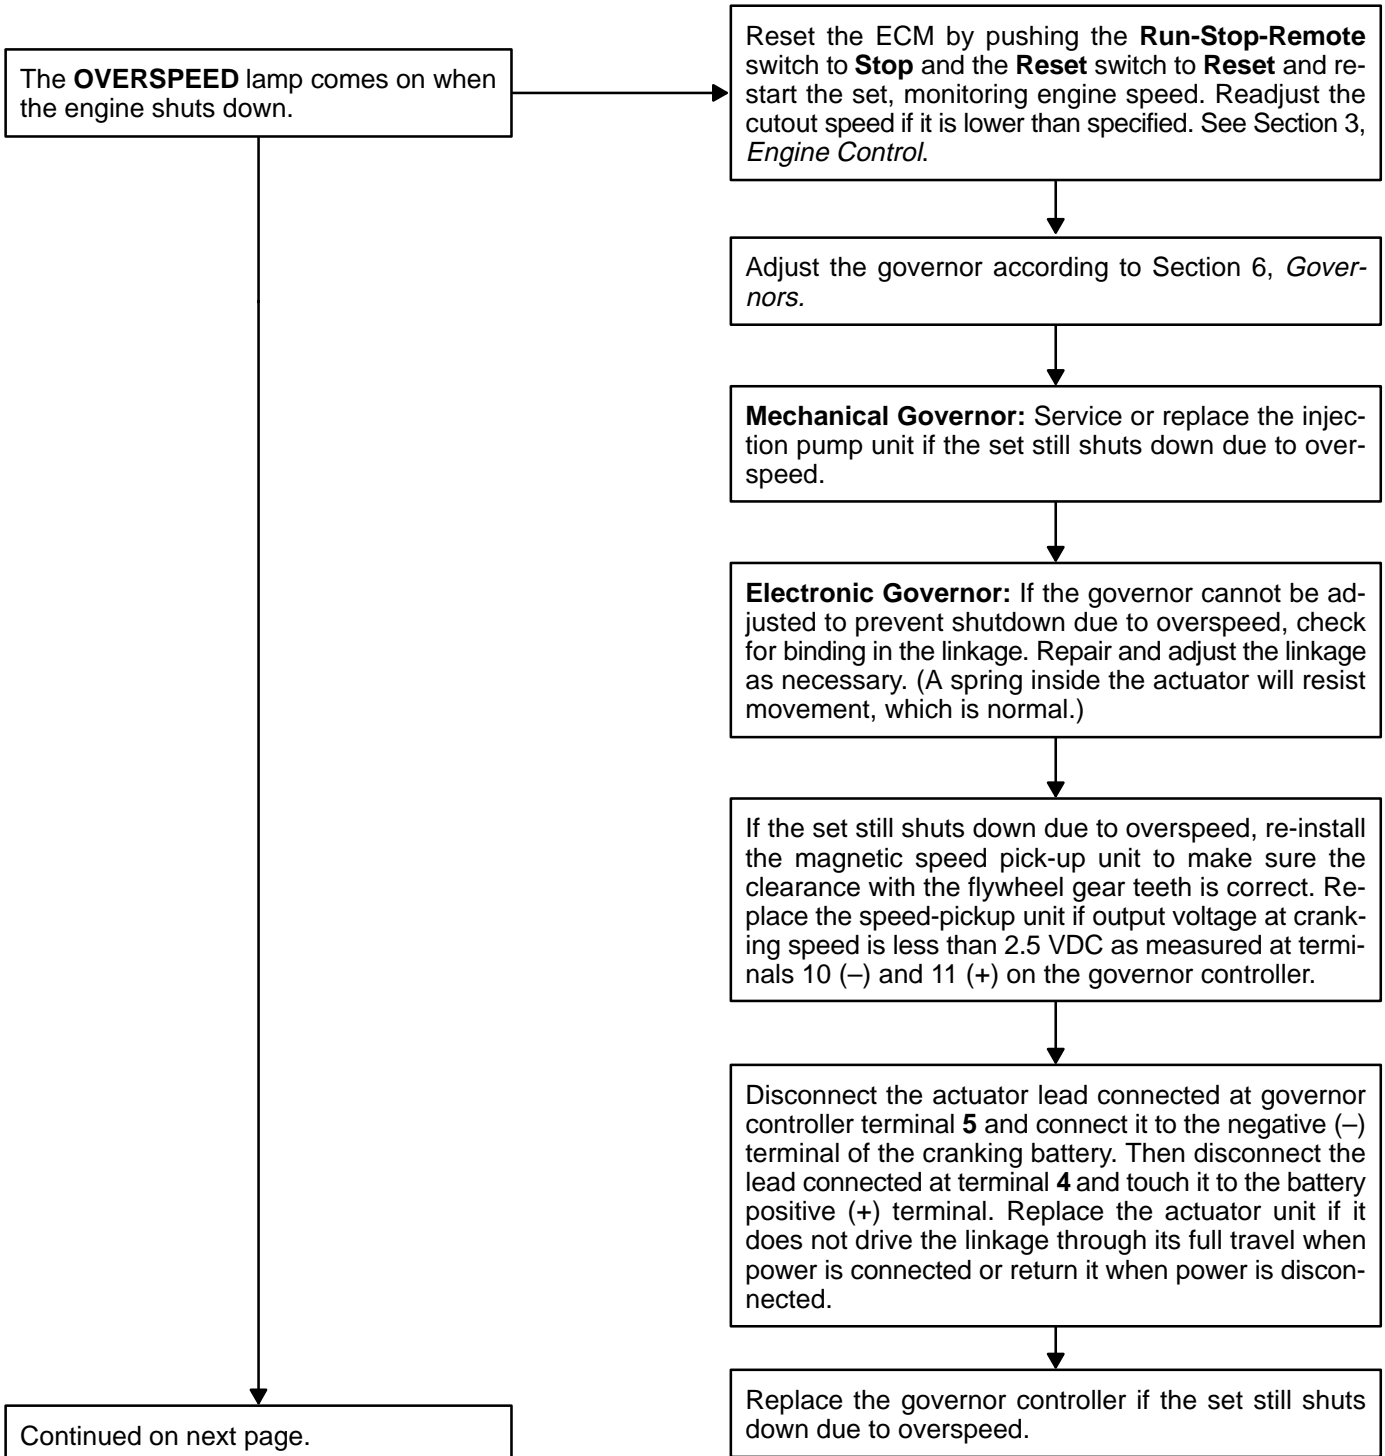 The OVERSPEED lamp comes on when
the engine shuts down.
Reset the ECM by pushing the Run-Stop-Remote
switch to Stop and the Reset switch to Reset and re-
start the set, monitoring engine speed. Readjust the
cutout speed if it is lower than specified. See Section 3,
Engine Control.
Adjust the governor according to Section 6, Gover-
nors.
Mechanical Governor: Service or replace the injec-
tion pump unit if the set still shuts down due to over-
speed.
Electronic Governor: If the governor cannot be ad-
justed to prevent shutdown due to overspeed, check
for binding in the linkage. Repair and adjust the linkage
as necessary. (A spring inside the actuator will resist
movement, which is normal.)
If the set still shuts down due to overspeed, re-install
the magnetic speed pick-up unit to make sure the
clearance with the flywheel gear teeth is correct. Re-
place the speed-pickup unit if output voltage at crank-
ing speed is less than 2.5 VDC as measured at termi-
nals 10 (–) and 11 (+) on the governor controller.
Disconnect the actuator lead connected at governor
controller terminal 5 and connect it to the negative (–)
terminal of the cranking battery. Then disconnect the
lead connected at terminal 4 and touch it to the battery
positive (+) terminal. Replace the actuator unit if it
does not drive the linkage through its full travel when
power is connected or return it when power is discon-
nected.
Replace the governor controller if the set still shuts
down due to overspeed.
Continued on next page.